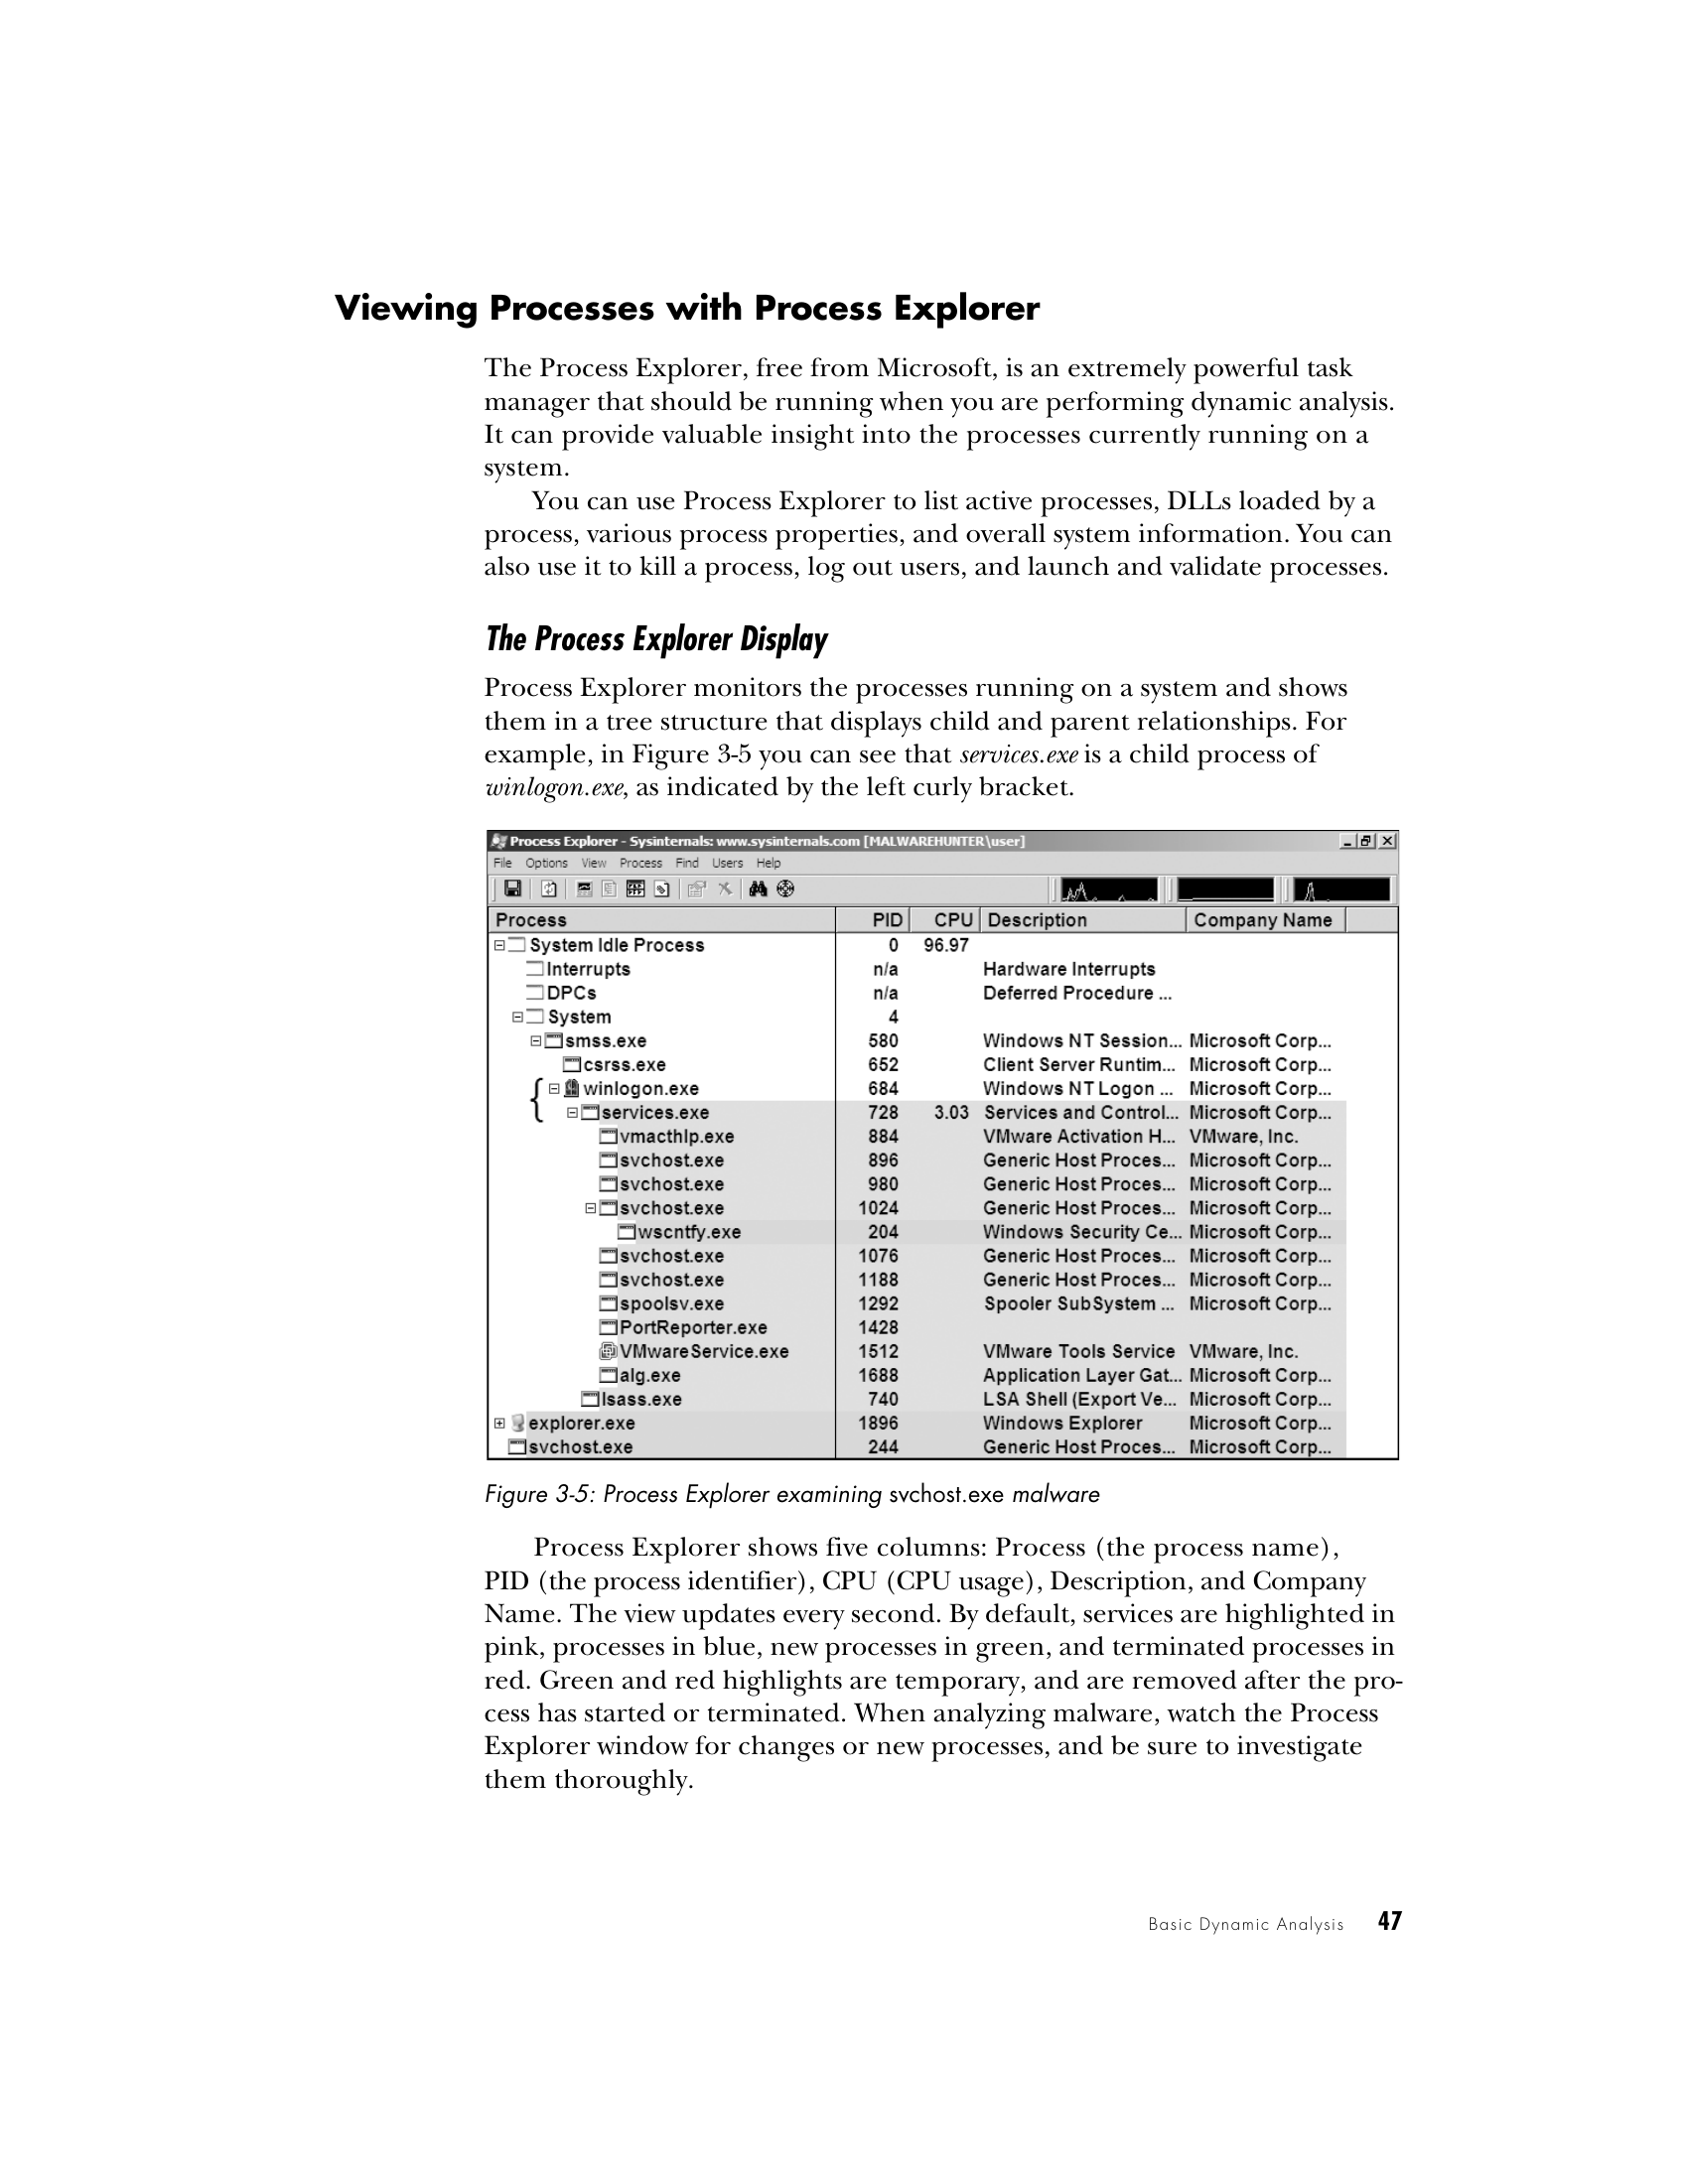 Viewing Processes with Process Explorer
The Process Explorer, free from Microsoft, is an extremely powerful task
manager that should be running when you are performing dynamic analysis.
It can provide valuable insight into the processes currently running on a
system.
You can use Process Explorer to list active processes, DLLs loaded by a
process, various process properties, and overall system information. You can
also use it to kill a process, log out users, and launch and validate processes.
The Process Explorer Display
Process Explorer monitors the processes running on a system and shows
them in a tree structure that displays child and parent relationships. For
example, in Figure 3-5 you can see that services.exe is a child process of
winlogon.exe, as indicated by the left curly bracket.
Process Explorer - Sysinternals: www.sysinternals.com [MALWAREHUNTER\user]
File Options View Process Find Users Help
Process PID CPU Description Company Name
System Idle Process 0 96.97
Interrupts n/a Hardware Interrupts
DPCs n/a Deferred Procedure ...
System 4
smss.exe 580 Windows NT Session... Microsoft Corp...
csrss.exe 652 Client Server Runtim... Microsoft Corp...
{ winlogon.exe 684 Windows NT Logon ... Microsoft Corp...
services.exe 728 3.03 Services and Control... Microsoft Corp...
vmacthlp.exe 884 VMware Activation H... VMware, Inc.
svchost.exe 896 Generic Host Proces... Microsoft Corp...
svchost.exe 980 Generic Host Proces... Microsoft Corp...
svchost.exe 1024 Generic Host Proces... Microsoft Corp...
wscntfy.exe 204 Windows Security Ce... Microsoft Corp...
svchost.exe 1076 Generic Host Proces... Microsoft Corp...
svchost.exe 1188 Generic Host Proces... Microsoft Corp...
spoolsv.exe 1292 Spooler SubSystem ... Microsoft Corp...
PortReporter.exe 1428
VMwareService.exe 1512 VMware Tools Service VMware, Inc.
alg.exe 1688 Application Layer Gat... Microsoft Corp...
lsass.exe 740 LSA Shell (Export Ve... Microsoft Corp...
explorer.exe 1896 Windows Explorer Microsoft Corp...
svchost.exe 244 Generic Host Proces... Microsoft Corp...
Figure 3-5: Process Explorer examining svchost.exe malware
Process Explorer shows five columns: Process (the process name),
PID (the process identifier), CPU (CPU usage), Description, and Company
Name. The view updates every second. By default, services are highlighted in
pink, processes in blue, new processes in green, and terminated processes in
red. Green and red highlights are temporary, and are removed after the pro-
cess has started or terminated. When analyzing malware, watch the Process
Explorer window for changes or new processes, and be sure to investigate
them thoroughly.
Basic Dynamic Analysis 47